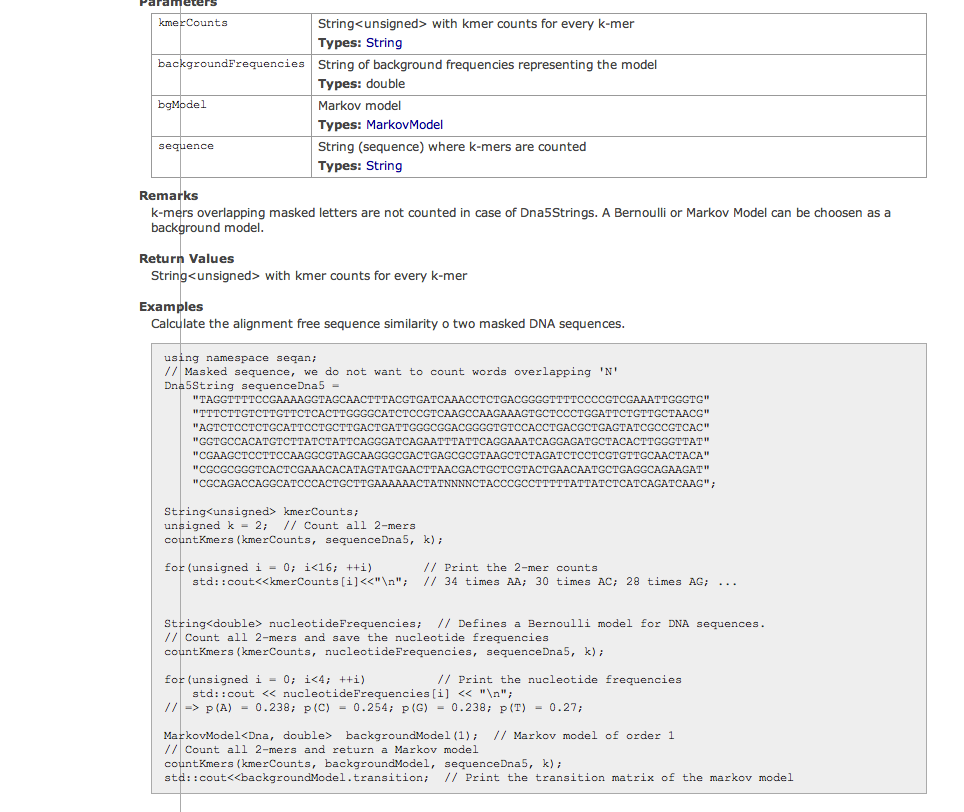 Parameters
kmerCounts String<unsigned> with kmer counts for every k-mer
Types: String
backgroundFrequencies String of background frequencies representing the model
Types: double
bgModel Markov model
Types: MarkovModel
sequence String (sequence) where k-mers are counted
Types: String
Remarks
k-mers overlapping masked letters are not counted in case of Dna5Strings. A Bernoulli or Markov Model can be choosen as a
background model.
Return Values
String<unsigned> with kmer counts for every k-mer
Examples
Calculate the alignment free sequence similarity o two masked DNA sequences.
using namespace seqan;
// Masked sequence, we do not want to count words overlapping 'N'
Dna5String sequenceDna5 =
"TAGGTTTTCCGAAAAGGTAGCAACTTTACGTGATCAAACCTCTGACGGGGTTTTCCCCGTCGAAATTGGGTG"
"TTTCTTGTCTTGTTCTCACTTGGGGCATCTCCGTCAAGCCAAGAAAGTGCTCCCTGGATTCTGTTGCTAACG"
"AGTCTCCTCTGCATTCCTGCTTGACTGATTGGGCGGACGGGGTGTCCACCTGACGCTGAGTATCGCCGTCAC"
"GGTGCCACATGTCTTATCTATTCAGGGATCAGAATTTATTCAGGAAATCAGGAGATGCTACACTTGGGTTAT"
"CGAAGCTCCTTCCAAGGCGTAGCAAGGGCGACTGAGCGCGTAAGCTCTAGATCTCCTCGTGTTGCAACTACA"
"CGCGCGGGTCACTCGAAACACATAGTATGAACTTAACGACTGCTCGTACTGAACAATGCTGAGGCAGAAGAT"
"CGCAGACCAGGCATCCCACTGCTTGAAAAAACTATNNNNCTACCCGCCTTTTTATTATCTCATCAGATCAAG";
String<unsigned> kmerCounts;
unsigned k = 2;  // Count all 2-mers
countKmers(kmerCounts, sequenceDna5, k);
for(unsigned i = 0; i<16; ++i)       // Print the 2-mer counts
std::cout<<kmerCounts[i]<<"\n";  // 34 times AA; 30 times AC; 28 times AG; ...
String<double> nucleotideFrequencies;  // Defines a Bernoulli model for DNA sequences.
// Count all 2-mers and save the nucleotide frequencies
countKmers(kmerCounts, nucleotideFrequencies, sequenceDna5, k);
for(unsigned i = 0; i<4; ++i)          // Print the nucleotide frequencies
std::cout << nucleotideFrequencies[i] << "\n";
// => p(A) = 0.238; p(C) = 0.254; p(G) = 0.238; p(T) = 0.27;
MarkovModel<Dna, double>  backgroundModel(1);  // Markov model of order 1
// Count all 2-mers and return a Markov model
countKmers(kmerCounts, backgroundModel, sequenceDna5, k);
std::cout<<backgroundModel.transition;  // Print the transition matrix of the markov model